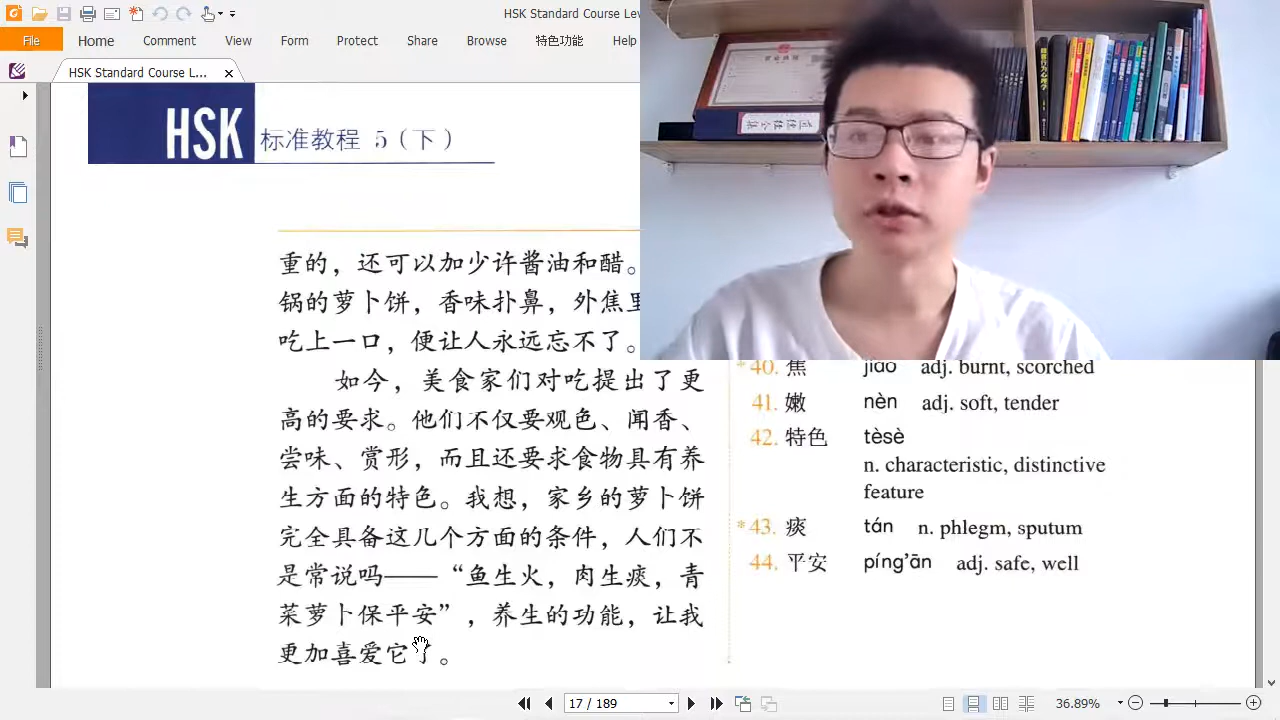 HSK Standard Course Lev
File Home Comment View Form Protect Share Browse 特色功能 Help
HSK Standard Course L...
HSK 标准教程 5（下）
重的，还可以加少许酱油和醋。
锅的萝卜饼，香味扑鼻，外焦里
吃上一口，便让人永远忘不了。
如今，美食家们对吃提出了更
高的要求。他们不仅要观色、闻香、
尝味、赏形，而且还要求食物具有养
生方面的特色。我想，家乡的萝卜饼
完全具备这几个方面的条件，人们不
是常说吗——“鱼生火，肉生痰，青
菜萝卜保平安”，养生的功能，让我
更加喜爱它了。
*40. 焦 jiāo adj. burnt, scorched
41. 嫩 nèn adj. soft, tender
42. 特色 tèsè
n. characteristic, distinctive
feature
*43. 痰 tán n. phlegm, sputum
44. 平安 píng'ān adj. safe, well
17 / 189
36.89%